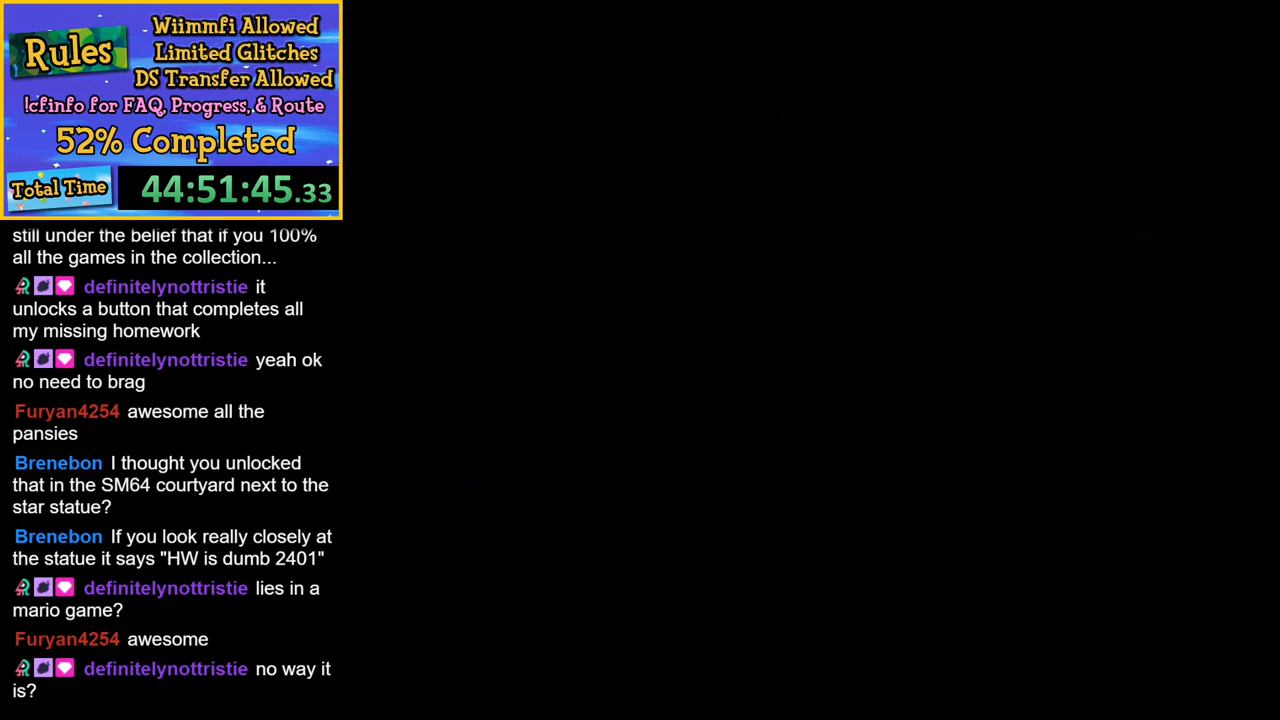 Rules
Wiimmfi Allowed
Limited Glitches
DS Transfer Allowed
!cfinfo for FAQ, Progress, & Route
52% Completed
Total Time
44:51:45.33
still under the belief that if you 100%
all the games in the collection...
definitelynottristie it
unlocks a button that completes all
my missing homework
definitelynottristie yeah ok
no need to brag
Furyan4254 awesome all the
pansies
Brenebon I thought you unlocked
that in the SM64 courtyard next to the
star statue?
Brenebon If you look really closely at
the statue it says "HW is dumb 2401"
definitelynottristie lies in a
mario game?
Furyan4254 awesome
definitelynottristie no way it
is?